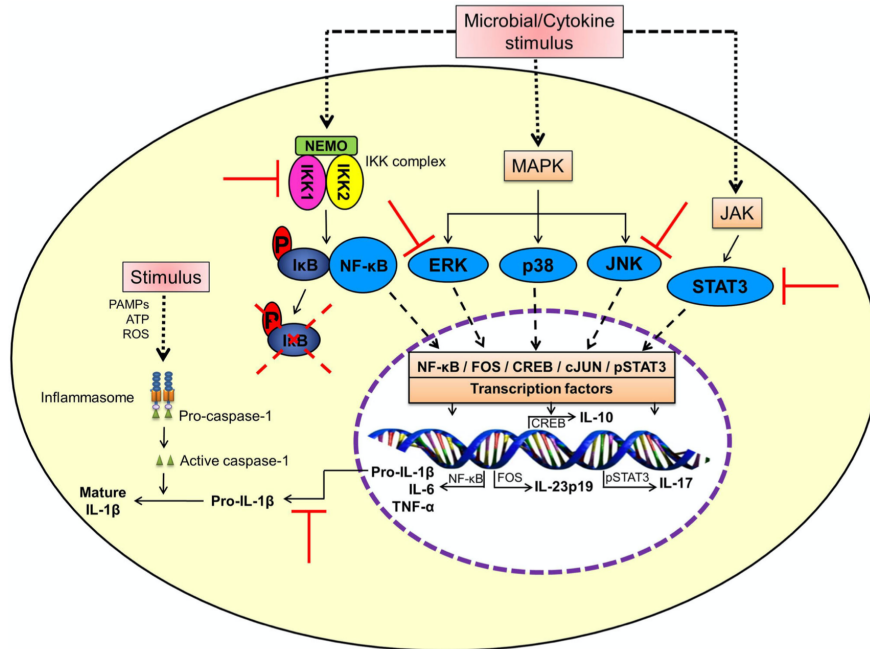 Microbial/Cytokine
stimulus
NEMO
IKK1
IKK2
IKK complex
MAPK
JAK
P
IκB
NF-κB
ERK
p38
JNK
STAT3
P
IκB
Stimulus
PAMPs
ATP
ROS
Inflammasome
Pro-caspase-1
Active caspase-1
Mature
IL-1β
Pro-IL-1β
NF-κB / FOS / CREB / cJUN / pSTAT3
Transcription factors
CREB
IL-10
Pro-IL-1β
IL-6
TNF-α
NF-κB
FOS
IL-23p19
pSTAT3
IL-17